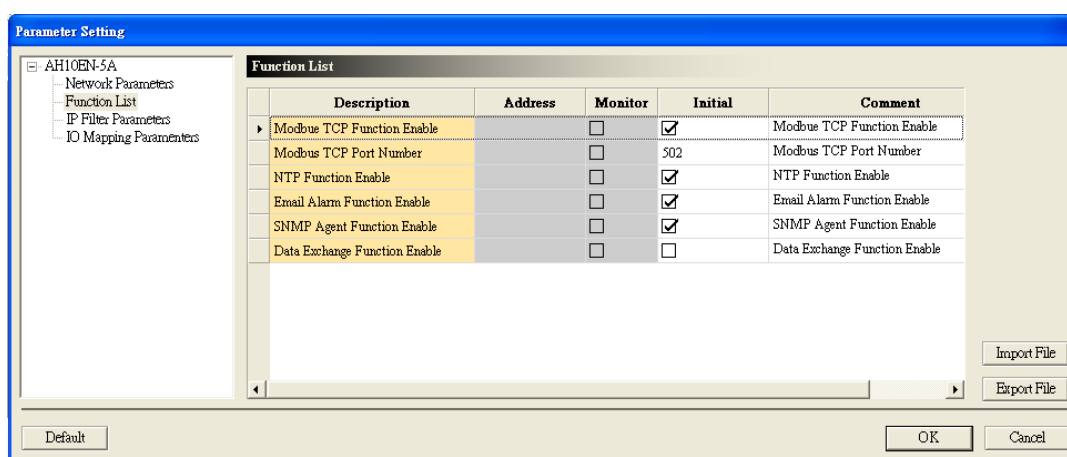 Parameter Setting
AH10EN-5A
Network Parameters
Function List
IP Filter Parameters
IO Mapping Paramenters
Function List
Description Address Monitor Initial Comment
Modbue TCP Function Enable Modbue TCP Function Enable
Modbus TCP Port Number 502 Modbus TCP Port Number
NTP Function Enable NTP Function Enable
Email Alarm Function Enable Email Alarm Function Enable
SNMP Agent Function Enable SNMP Agent Function Enable
Data Exchange Function Enable Data Exchange Function Enable
Import File
Export File
Default OK Cancel